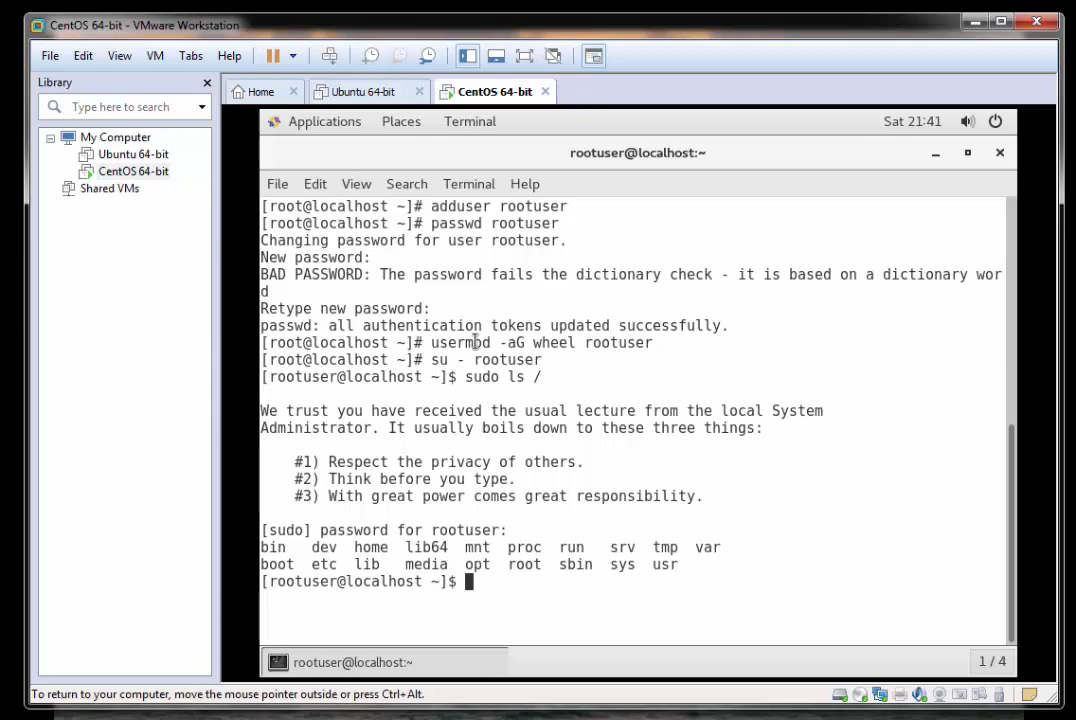 CentOS 64-bit - VMware Workstation
File Edit View VM Tabs Help
Library
Type here to search
My Computer
Ubuntu 64-bit
CentOS 64-bit
Shared VMs
Home Ubuntu 64-bit CentOS 64-bit
Applications Places Terminal Sat 21:41
rootuser@localhost:~
File Edit View Search Terminal Help
[root@localhost ~]# adduser rootuser
[root@localhost ~]# passwd rootuser
Changing password for user rootuser.
New password:
BAD PASSWORD: The password fails the dictionary check - it is based on a dictionary wor
d
Retype new password:
passwd: all authentication tokens updated successfully.
[root@localhost ~]# usermod -aG wheel rootuser
[root@localhost ~]# su - rootuser
[rootuser@localhost ~]$ sudo ls /
We trust you have received the usual lecture from the local System
Administrator. It usually boils down to these three things:
#1) Respect the privacy of others.
#2) Think before you type.
#3) With great power comes great responsibility.
[sudo] password for rootuser:
bin dev home lib64 mnt proc run srv tmp var
boot etc lib media opt root sbin sys usr
[rootuser@localhost ~]$
rootuser@localhost:~ 1 / 4
To return to your computer, move the mouse pointer outside or press Ctrl+Alt.